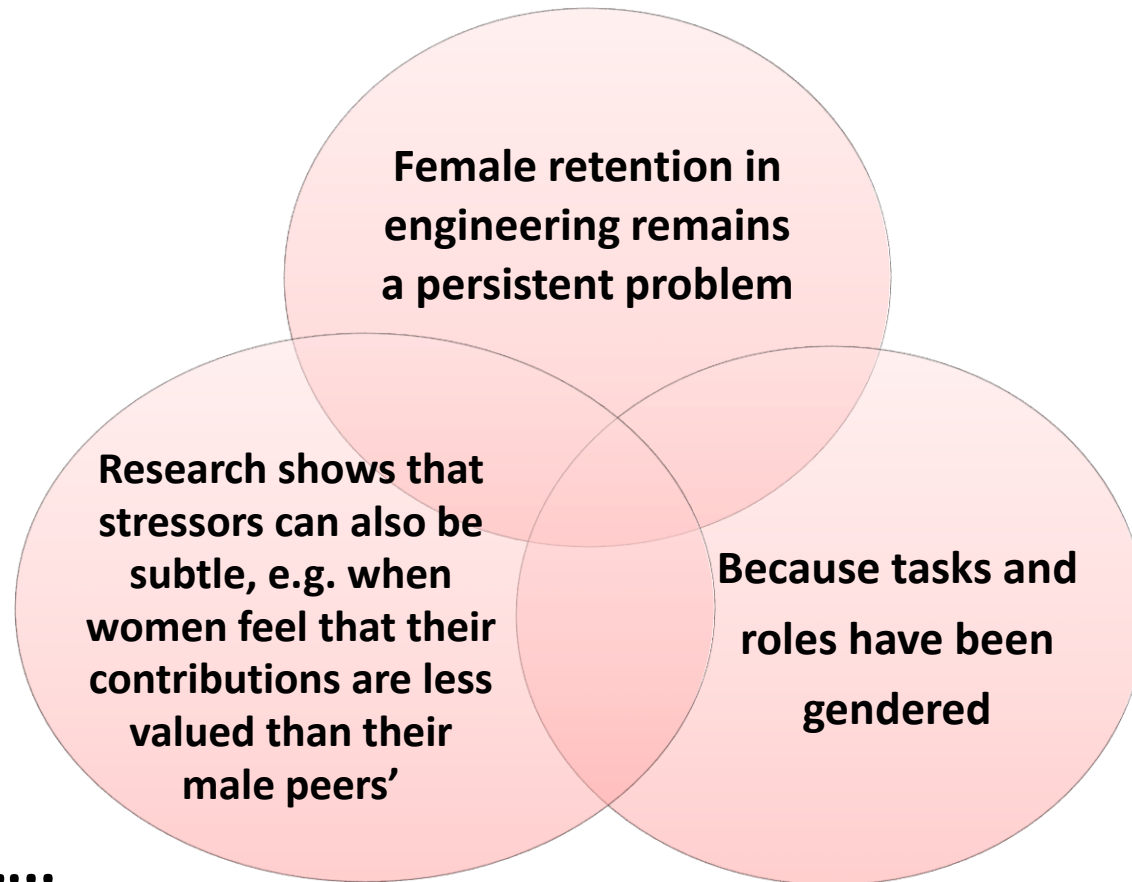 Female retention in
engineering remains
a persistent problem
Research shows that
stressors can also be
subtle, e.g. when
women feel that their
contributions are less
valued than their
male peers’
Because tasks and
roles have been
gendered
....